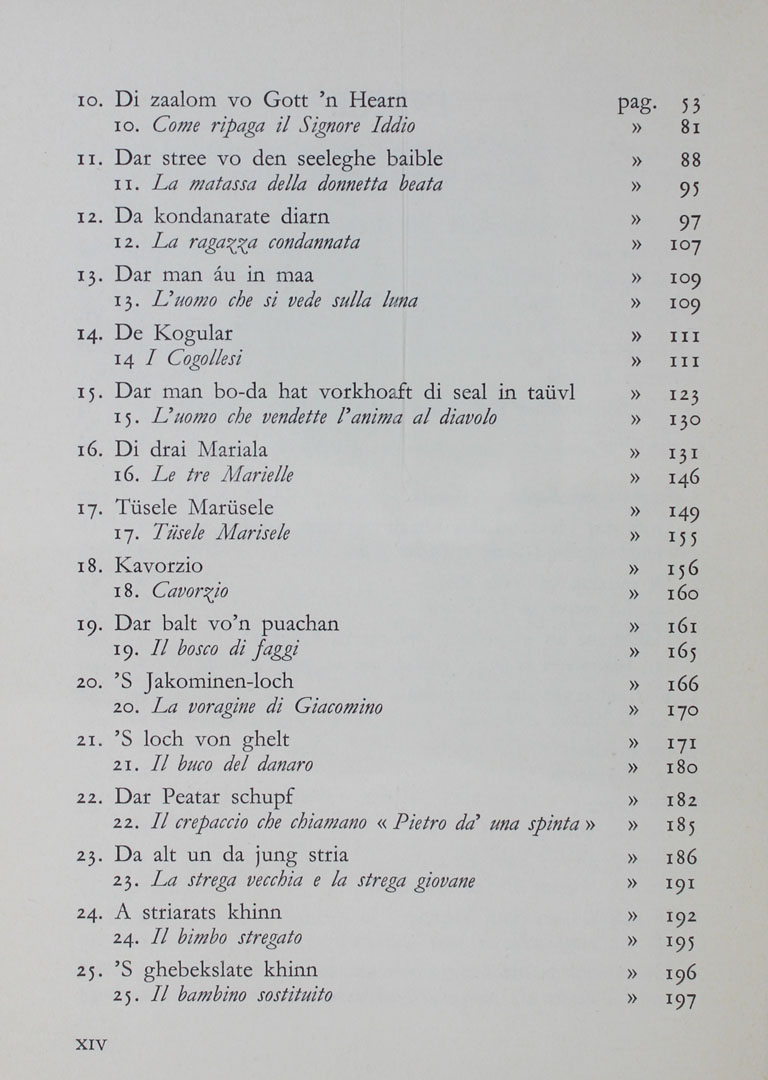 10. Di zaalom vo Gott ’n Hearn pag. 53
10. Come ripaga il Signore Iddio » 81
11. Dar stree vo den seeleghe baible » 88
11. La matassa della donnetta beata » 95
12. Da kondanarate diarn » 97
12. La ragazza condannata » 107
13. Dar man áu in maa » 109
13. L’uomo che si vede sulla luna » 109
14. De Kogular » 111
14 I Cogollesi » 111
15. Dar man bo-da hat vorkhoaft di seal in taüvl » 123
15. L’uomo che vendette l’anima al diavolo » 130
16. Di drai Mariala » 131
16. Le tre Marielle » 146
17. Tüsele Marüsele » 149
17. Tüsele Marisele » 155
18. Kavorzio » 156
18. Cavorzio » 160
19. Dar balt vo’n puachan » 161
19. Il bosco di faggi » 165
20. ’S Jakominen-loch » 166
20. La voragine di Giacomino » 170
21. ’S loch von ghelt » 171
21. Il buco del danaro » 180
22. Dar Peatar schupf » 182
22. Il crepaccio che chiamano « Pietro da’ una spinta » » 185
23. Da alt un da jung stria » 186
23. La strega vecchia e la strega giovane » 191
24. A striarats khinn » 192
24. Il bimbo stregato » 195
25. ’S ghebekslate khinn » 196
25. Il bambino sostituito » 197
XIV